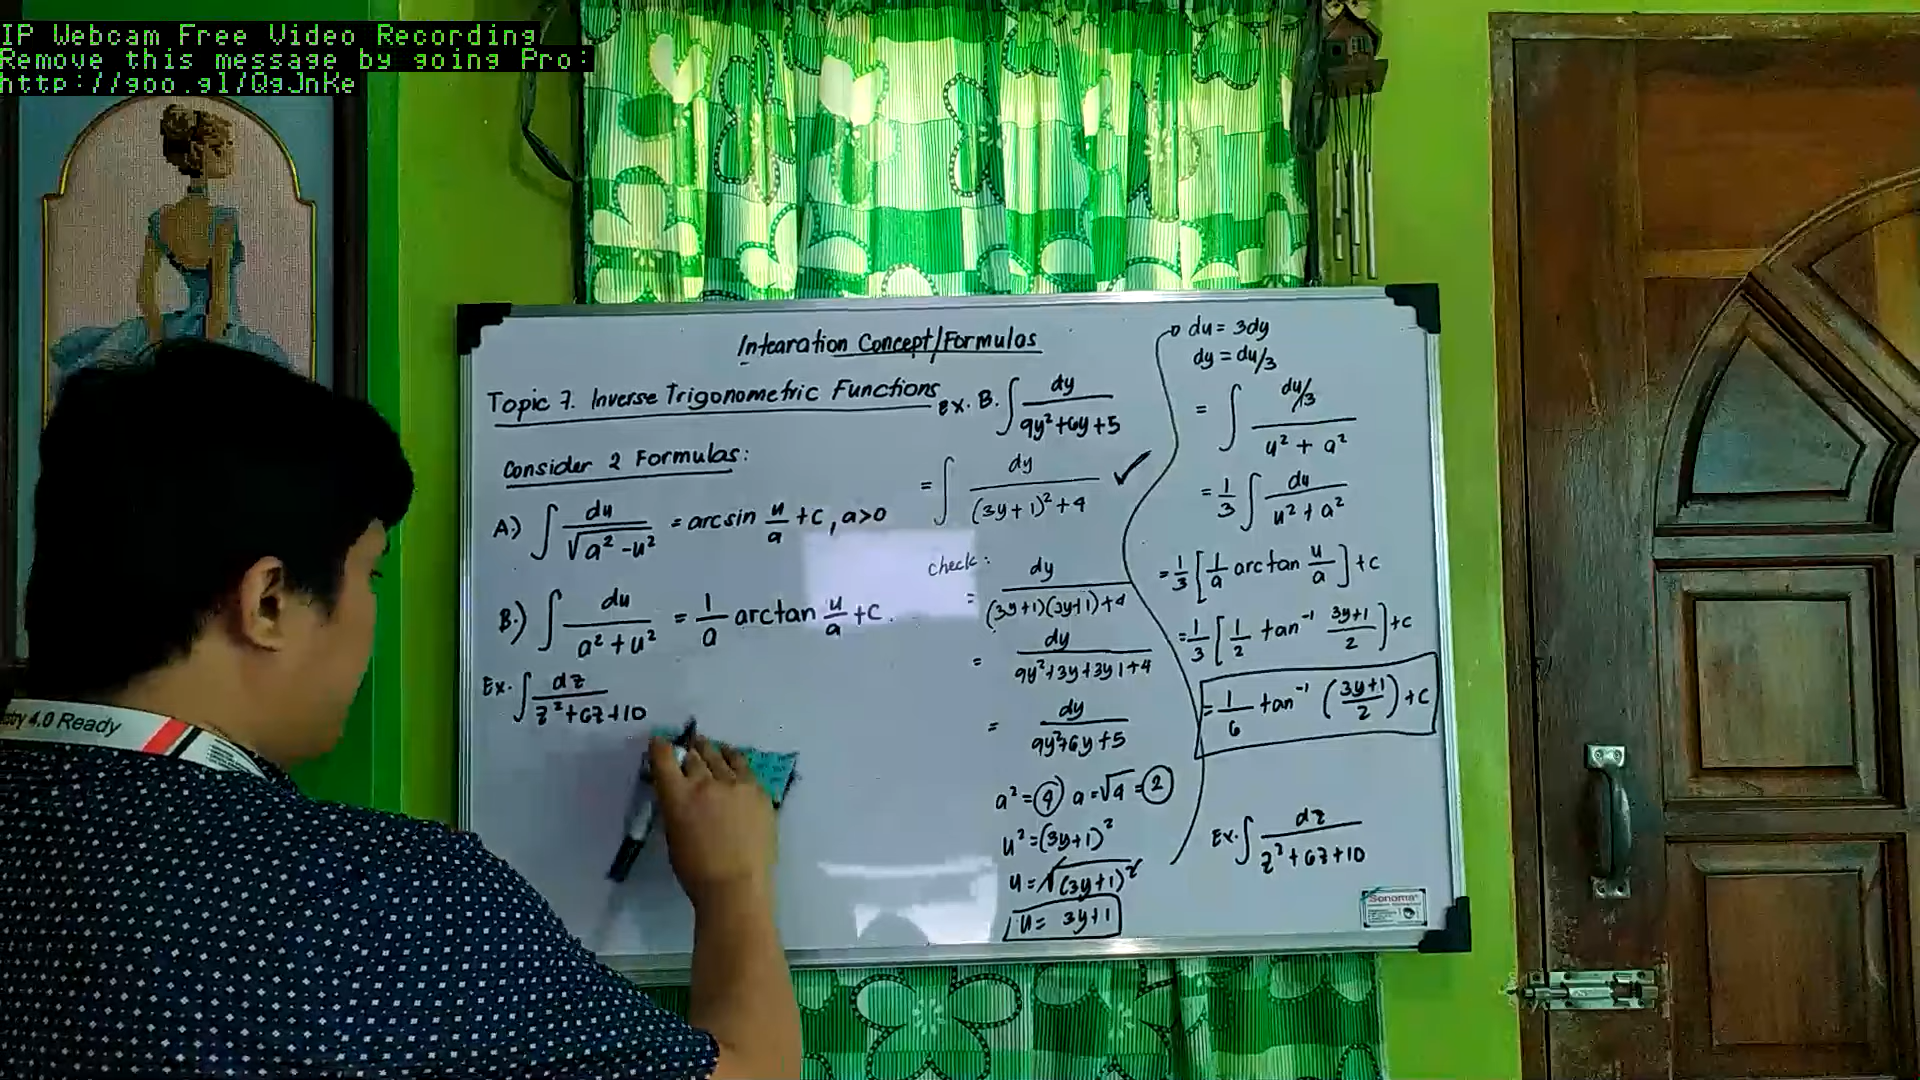 IP Webcam Free Video Recording
Remove this message by going Pro:
http://goo.gl/QgJnKe
Intearation Concept/Formulas
Topic 7. Inverse Trigonometric Functions
Consider 2 Formulas:
A.) ∫ du/√(a² - u²) = arcsin u/a + C, a>0
B.) ∫ du/(a² + u²) = 1/a arctan u/a + C.
Ex. ∫ dz/(z² + 6z + 10)
stry 4.0 Ready
Ex. B. ∫ dy/(9y² + 6y + 5)
= ∫ dy/((3y+1)² + 4) ✓
check:
= dy/((3y+1)(3y+1)+4)
= dy/(9y²+3y+3y1+4)
= dy/(9y²+6y+5)
a² = 4 a = √4 = 2
u² = (3y+1)²
u = √(3y+1)²
u = 3y+1
du = 3dy
dy = du/3
= ∫ (du/3)/(u² + a²)
= 1/3 ∫ du/(u² + a²)
= 1/3 [1/a arctan u/a] + C
= 1/3 [1/2 tan⁻¹ (3y+1)/2] + C
= 1/6 tan⁻¹ ((3y+1)/2) + C
Ex. ∫ dz/(z² + 6z + 10)
Sonoma